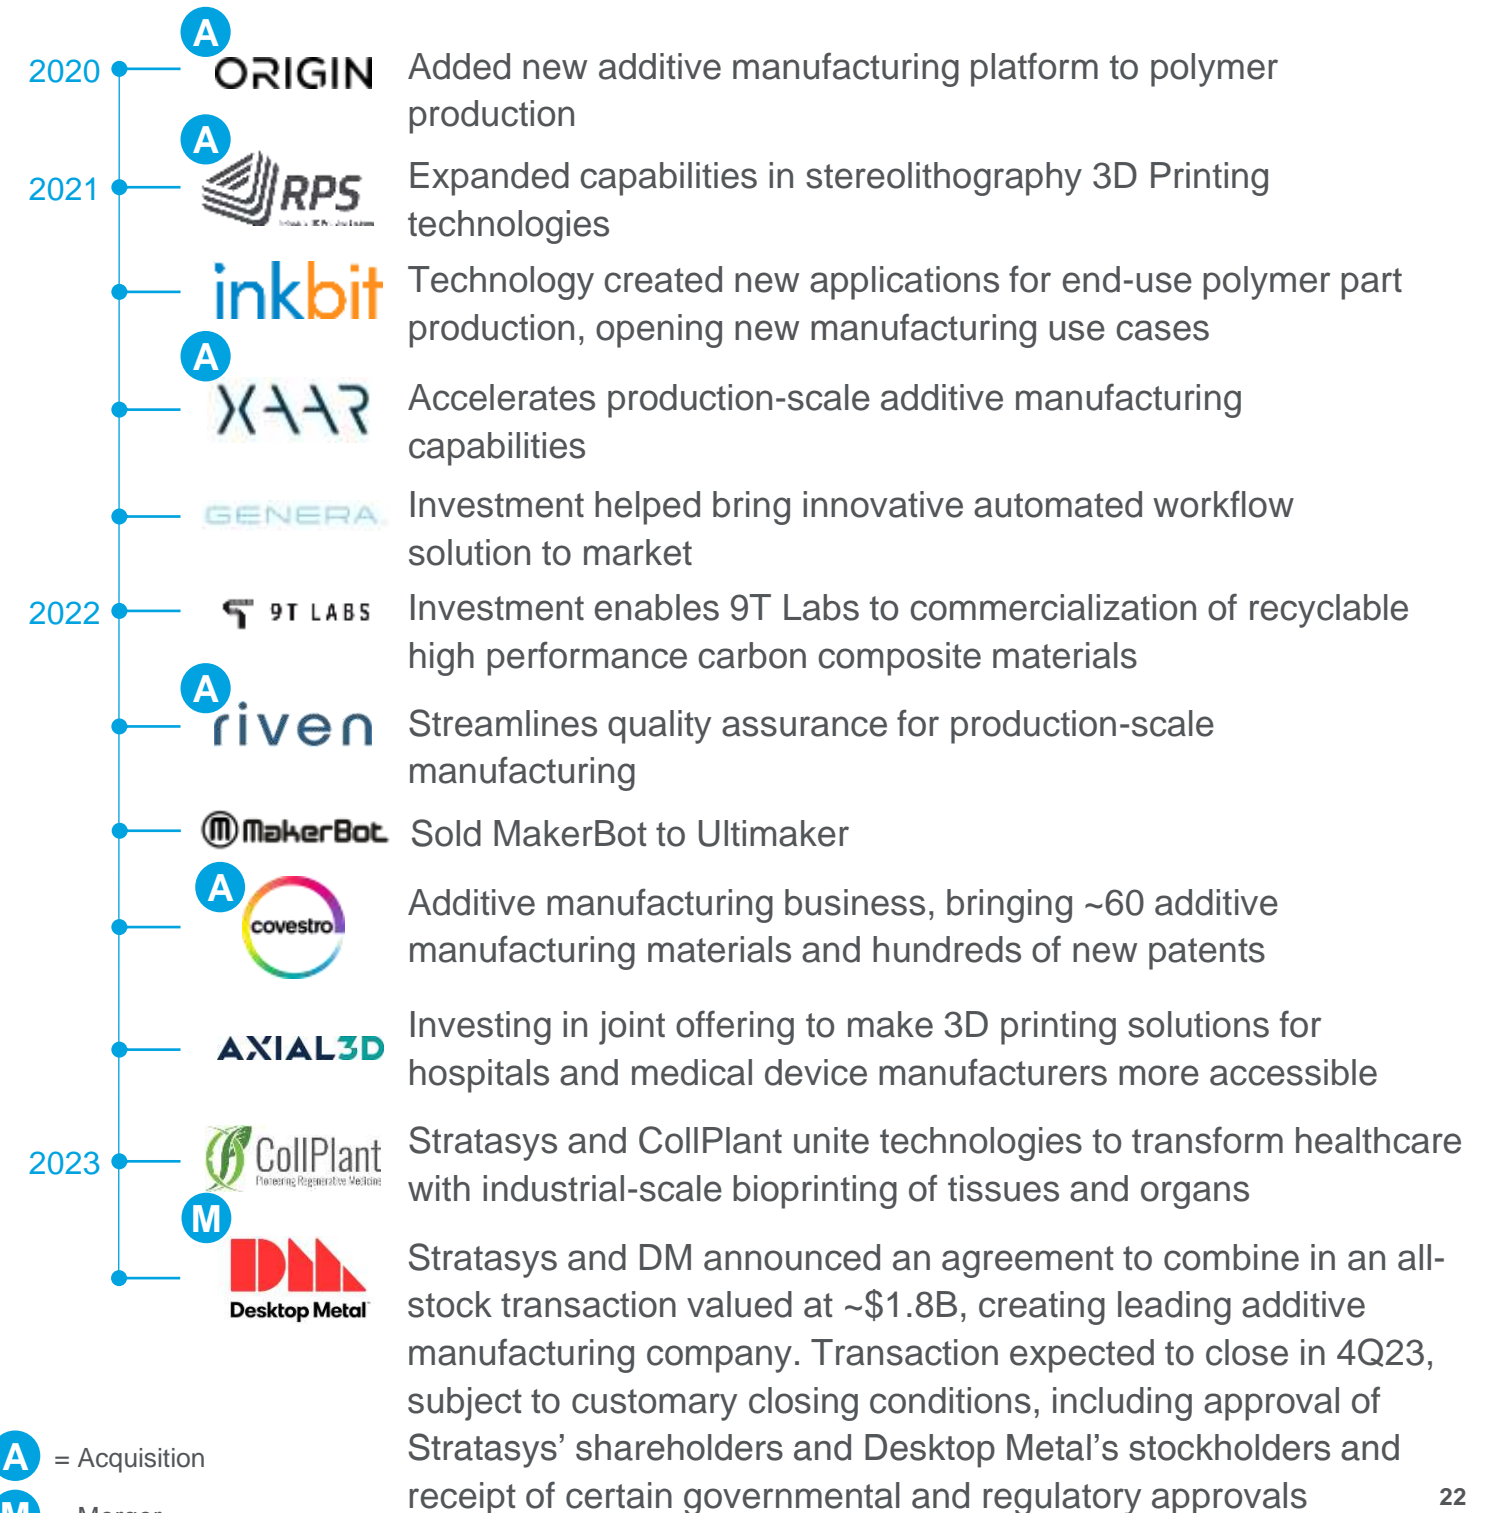 A
2020
ORIGIN
Added new additive manufacturing platform to polymer
production
A
2021
RPS
Expanded capabilities in stereolithography 3D Printing
technologies
inkbit
Technology created new applications for end-use polymer part
production, opening new manufacturing use cases
A
XAAR
Accelerates production-scale additive manufacturing
capabilities
GENERA
Investment helped bring innovative automated workflow
solution to market
2022
9T LABS
Investment enables 9T Labs to commercialization of recyclable
high performance carbon composite materials
A
riven
Streamlines quality assurance for production-scale
manufacturing
MakerBot
Sold MakerBot to Ultimaker
A
covestro
Additive manufacturing business, bringing ~60 additive
manufacturing materials and hundreds of new patents
AXIAL3D
Investing in joint offering to make 3D printing solutions for
hospitals and medical device manufacturers more accessible
2023
CollPlant
Pioneering Regenerative Medicine
Stratasys and CollPlant unite technologies to transform healthcare
with industrial-scale bioprinting of tissues and organs
M
DM
Desktop Metal
Stratasys and DM announced an agreement to combine in an all-
stock transaction valued at ~$1.8B, creating leading additive
manufacturing company. Transaction expected to close in 4Q23,
subject to customary closing conditions, including approval of
Stratasys’ shareholders and Desktop Metal’s stockholders and
receipt of certain governmental and regulatory approvals
A = Acquisition
M = Merger
22